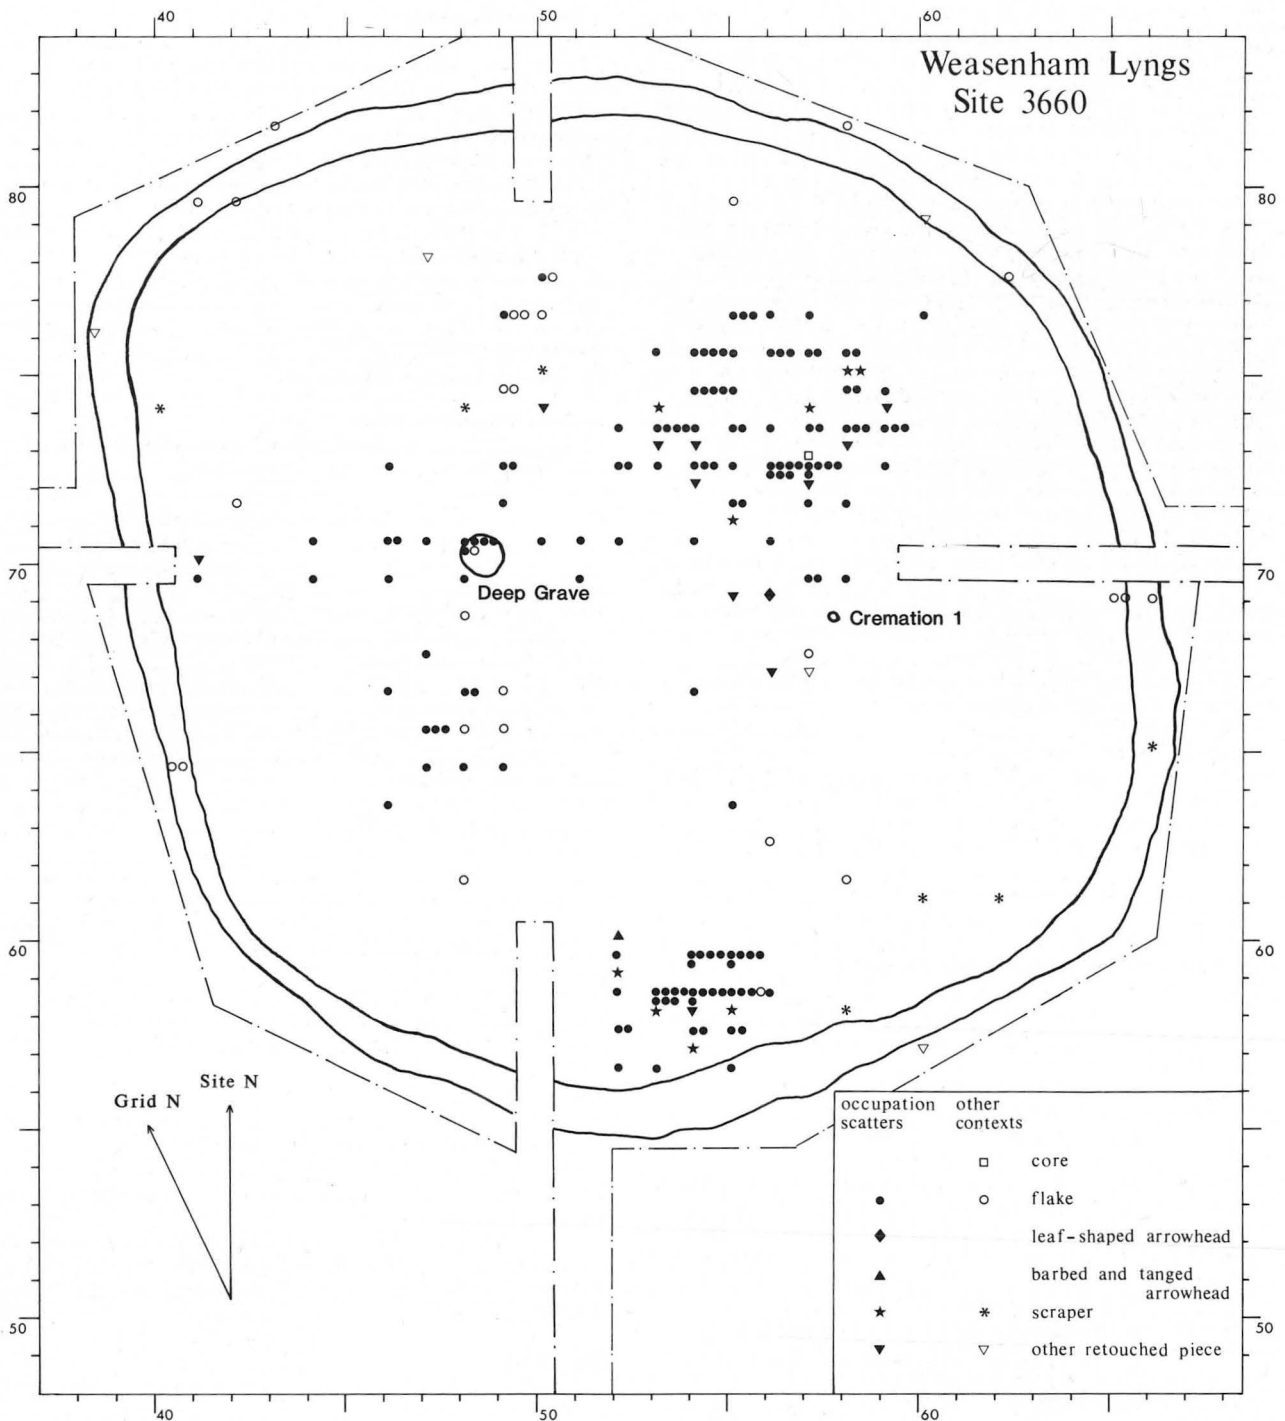 40 50 60
Weasenham Lyngs
Site 3660
80 80
70 70
Deep Grave
Cremation 1
60 60
Site N
Grid N
occupation other
scatters contexts
core
flake
leaf-shaped arrowhead
barbed and tanged
arrowhead
scraper
other retouched piece
50 50
40 50 60